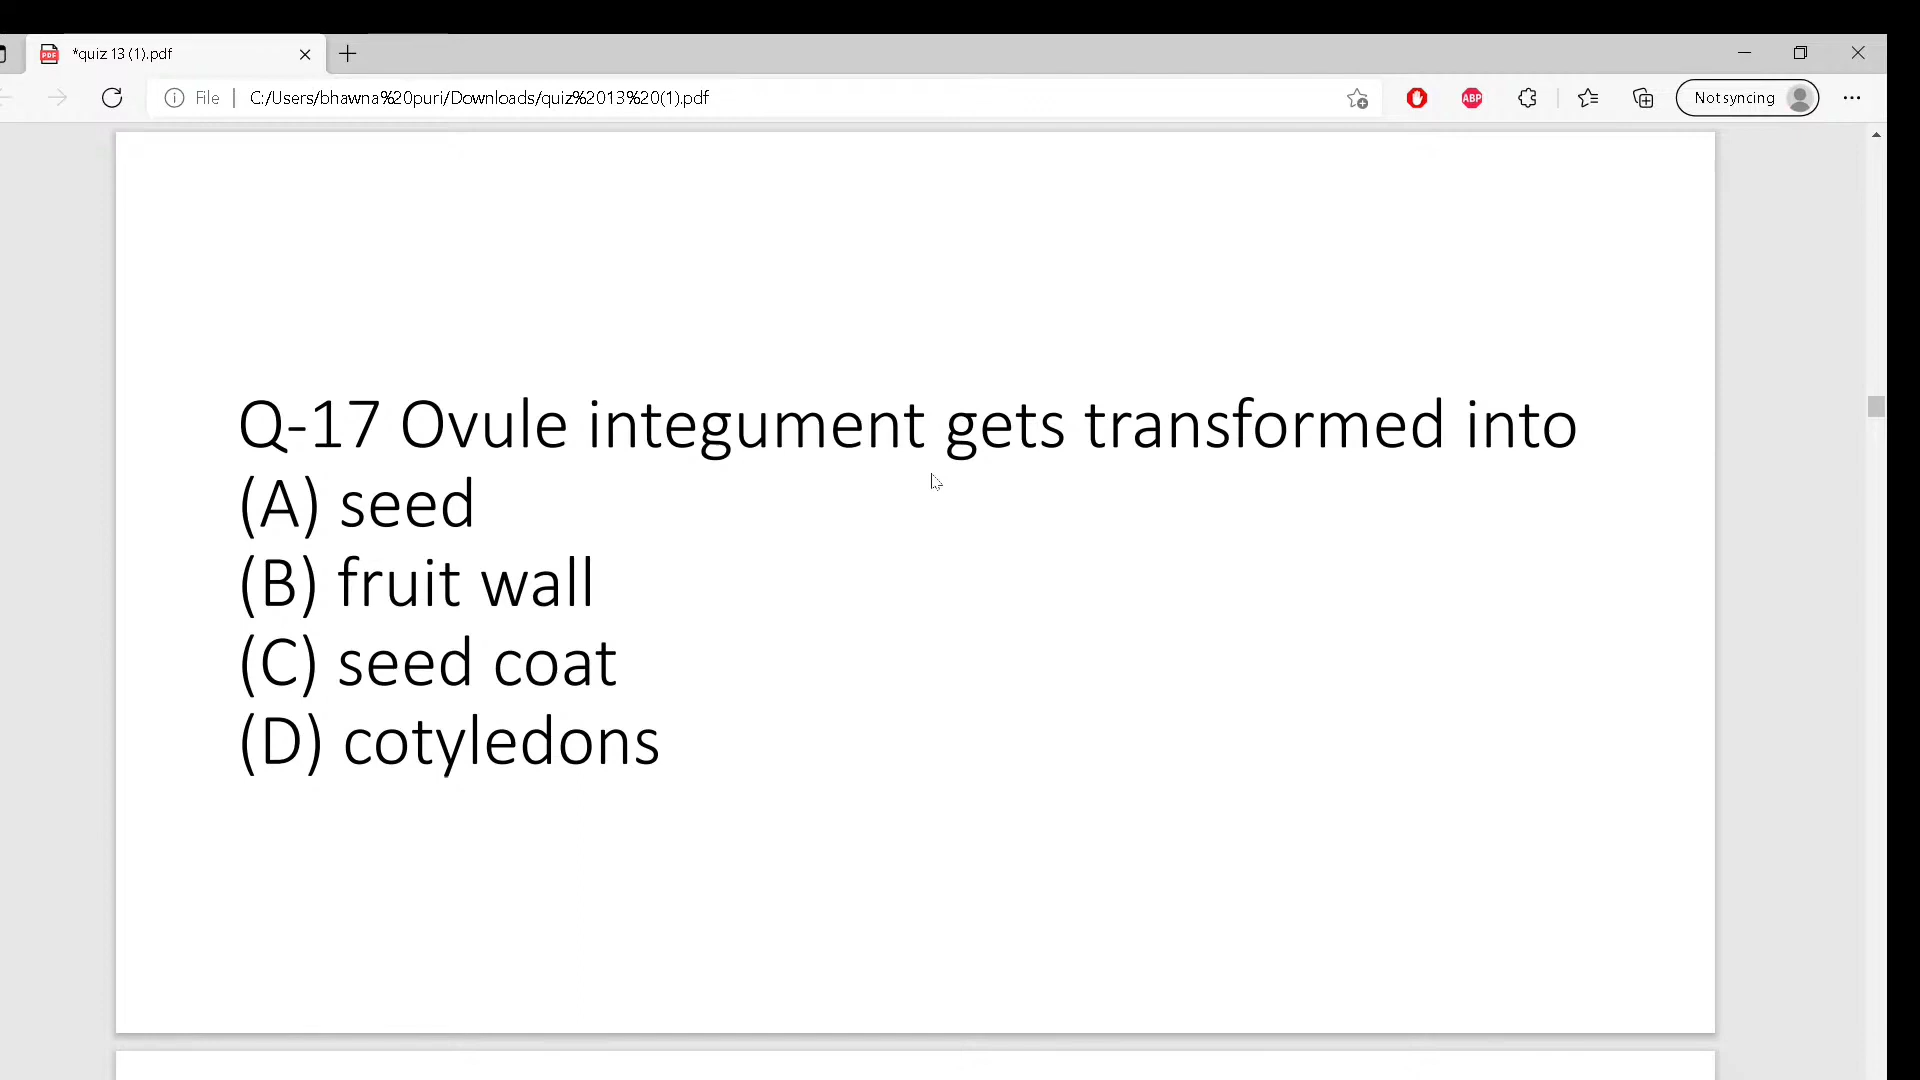 *quiz 13 (1).pdf
File
C:/Users/bhawna%20puri/Downloads/quiz%2013%20(1).pdf
ABP
Not syncing
Q-17 Ovule integument gets transformed into
(A) seed
(B) fruit wall
(C) seed coat
(D) cotyledons